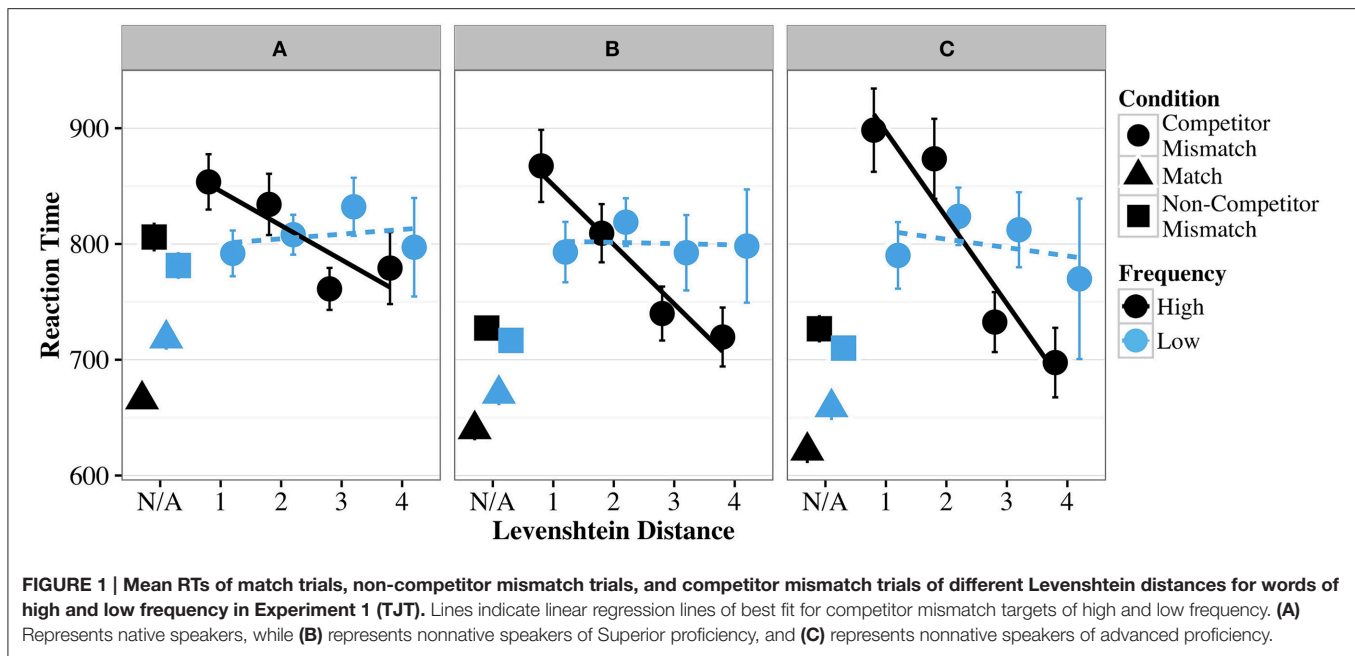 A
B
C
Reaction Time
900
800
700
600
N/A 1 2 3 4
N/A 1 2 3 4
N/A 1 2 3 4
Levenshtein Distance
Condition
Competitor
Mismatch
Match
Non-Competitor
Mismatch
Frequency
High
Low
FIGURE 1 | Mean RTs of match trials, non-competitor mismatch trials, and competitor mismatch trials of different Levenshtein distances for words of
high and low frequency in Experiment 1 (TJT). Lines indicate linear regression lines of best fit for competitor mismatch targets of high and low frequency. (A)
Represents native speakers, while (B) represents nonnative speakers of Superior proficiency, and (C) represents nonnative speakers of advanced proficiency.